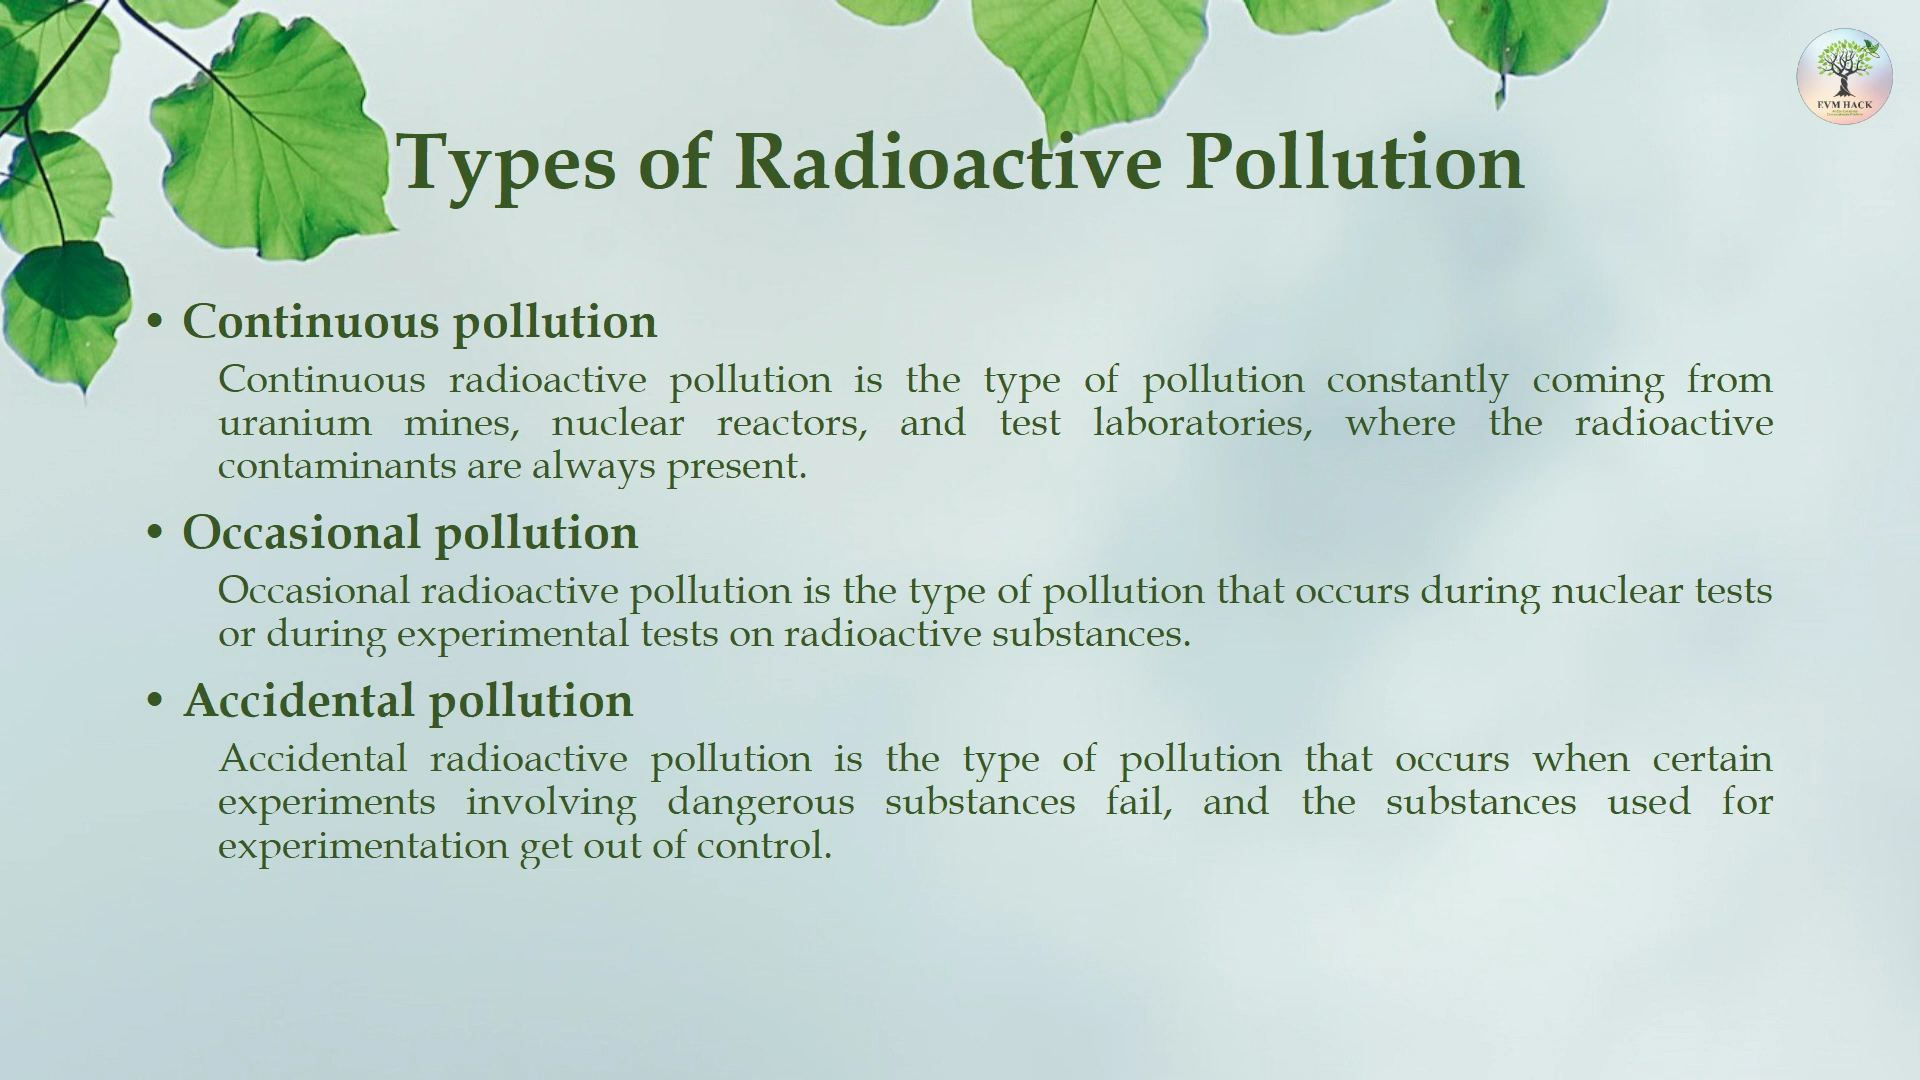 EVM HACK
Types of Radioactive Pollution
• Continuous pollution
Continuous radioactive pollution is the type of pollution constantly coming from
uranium mines, nuclear reactors, and test laboratories, where the radioactive
contaminants are always present.
• Occasional pollution
Occasional radioactive pollution is the type of pollution that occurs during nuclear tests
or during experimental tests on radioactive substances.
• Accidental pollution
Accidental radioactive pollution is the type of pollution that occurs when certain
experiments involving dangerous substances fail, and the substances used for
experimentation get out of control.